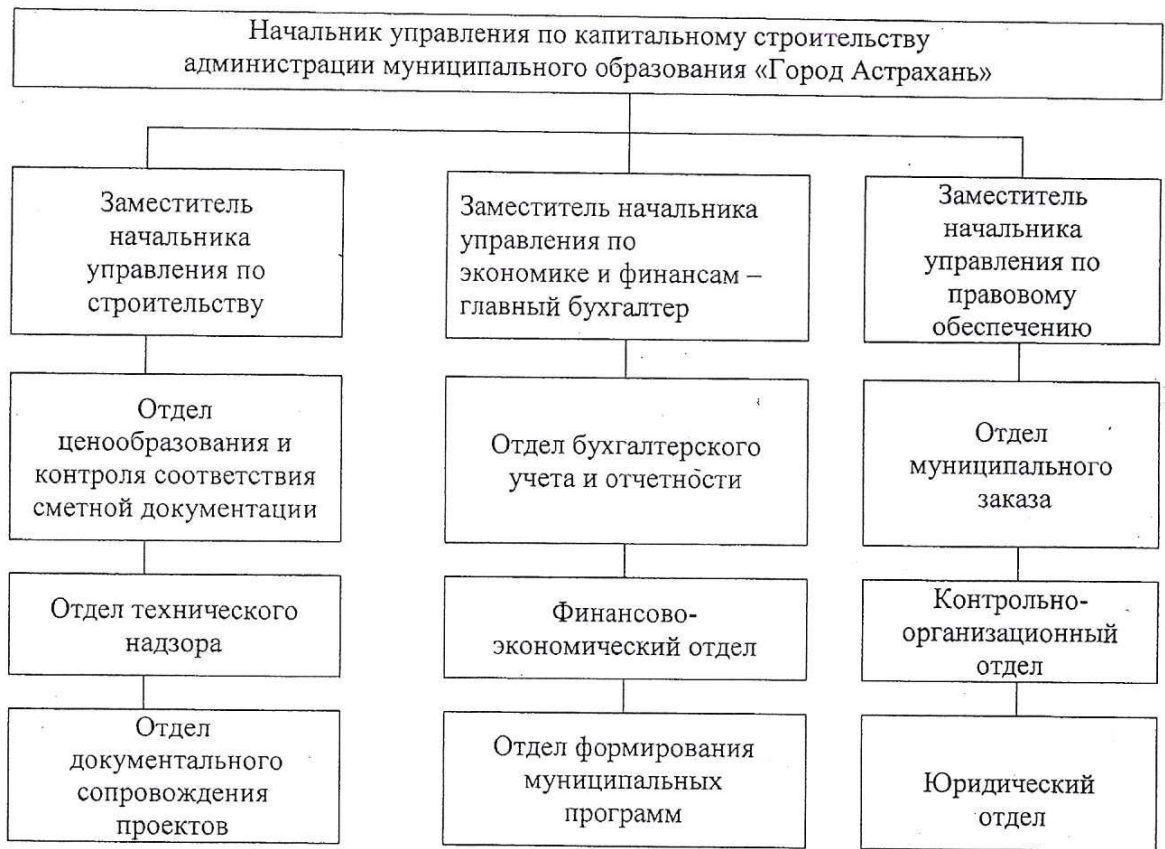 Начальник управления по капитальному строительству
администрации муниципального образования «Город Астрахань»
Заместитель
начальника
управления по
строительству
Заместитель начальника
управления по
экономике и финансам –
главный бухгалтер
Заместитель
начальника
управления по
правовому
обеспечению
Отдел
ценообразования и
контроля соответствия
сметной документации
Отдел бухгалтерского
учета и отчетности
Отдел
муниципального
заказа
Отдел технического
надзора
Финансово-
экономический отдел
Контрольно-
организационный
отдел
Отдел
документального
сопровождения
проектов
Отдел формирования
муниципальных
программ
Юридический
отдел